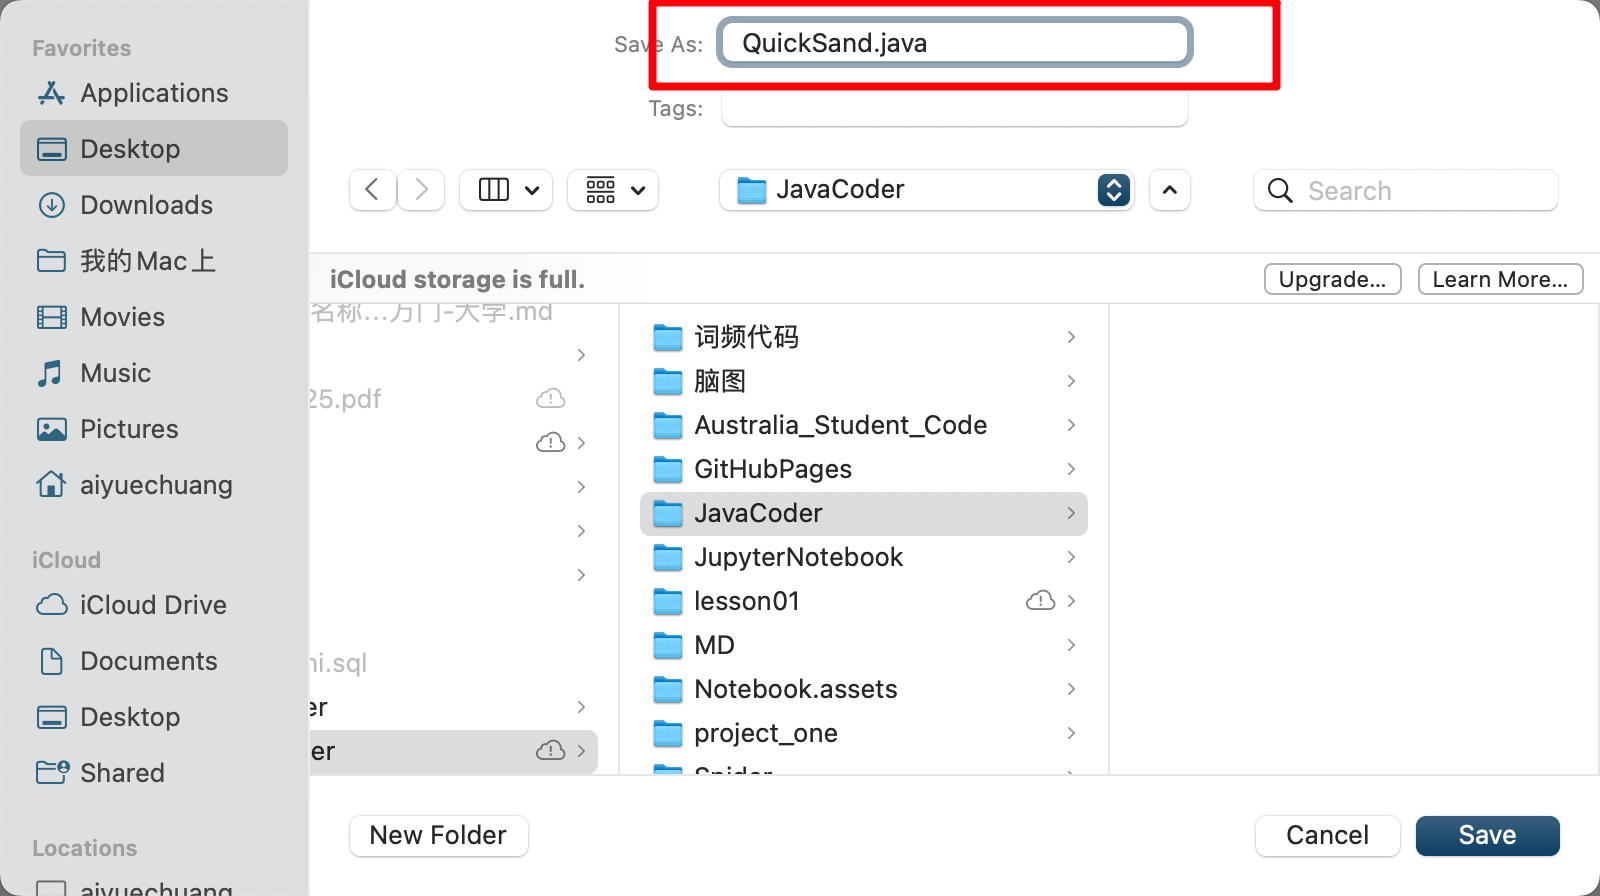 Favorites
Applications
Desktop
Downloads
我的Mac上
Movies
Music
Pictures
aiyuechuang
iCloud
iCloud Drive
Documents
Desktop
Shared
Locations
aiyuechuang
Save As:
QuickSand.java
Tags:
JavaCoder
Search
iCloud storage is full.
Upgrade...
Learn More...
名称...万门-大学.md
25.pdf
ni.sql
er
er
词频代码
脑图
Australia_Student_Code
GitHubPages
JavaCoder
JupyterNotebook
lesson01
MD
Notebook.assets
project_one
Spider
New Folder
Cancel
Save